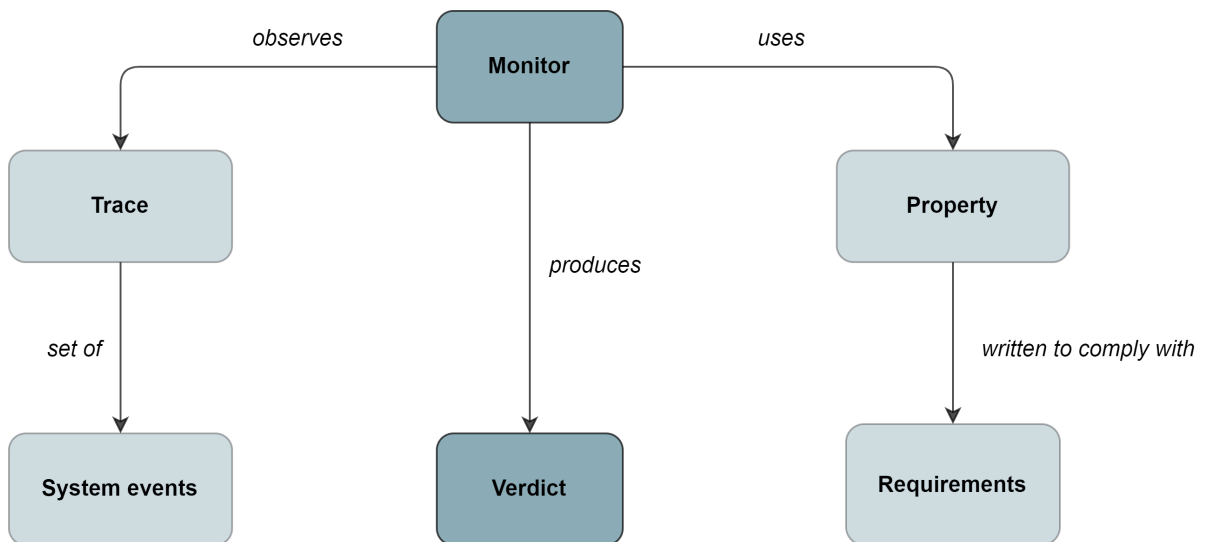 observes
Monitor
uses
Trace
Property
produces
set of
written to comply with
System events
Verdict
Requirements